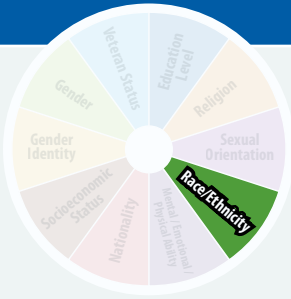 Veteran Status
Education
Level
Religion
Sexual
Orientation
Race/Ethnicity
Mental / Emotional /
Physical Ability
Nationality
Socioeconomic
Status
Gender
Identity
Gender